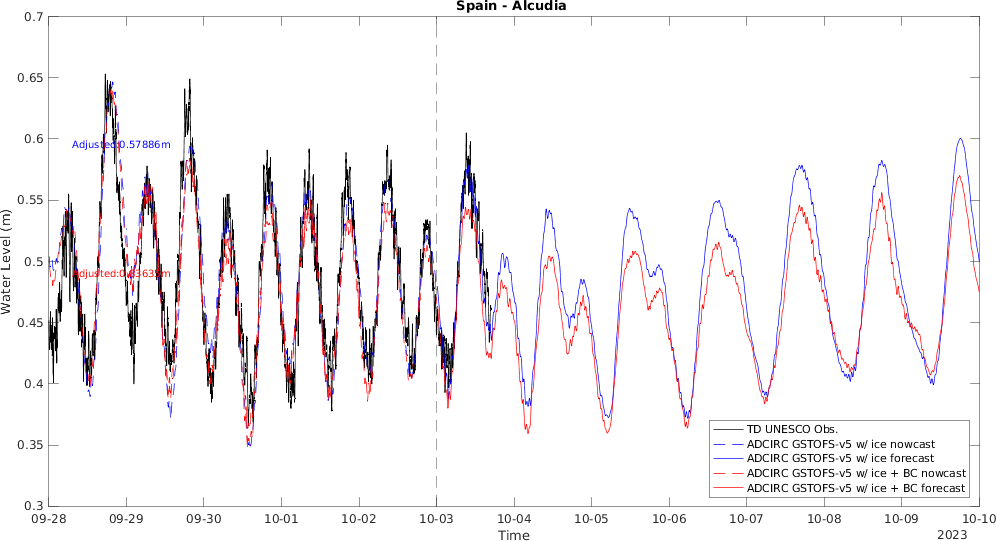 Spain - Alcudia
Water Level (m)
0.7
0.65
0.6
0.55
0.5
0.45
0.4
0.35
0.3
Adjusted:0.57886m
TD UNESCO Obs.
ADCIRC GSTOFS-v5 w/ ice nowcast
ADCIRC GSTOFS-v5 w/ ice forecast
ADCIRC GSTOFS-v5 w/ ice + BC nowcast
ADCIRC GSTOFS-v5 w/ ice + BC forecast
09-28 09-29 09-30 10-01 10-02 10-03 10-04 10-05 10-06 10-07 10-08 10-09 10-10
Time
2023